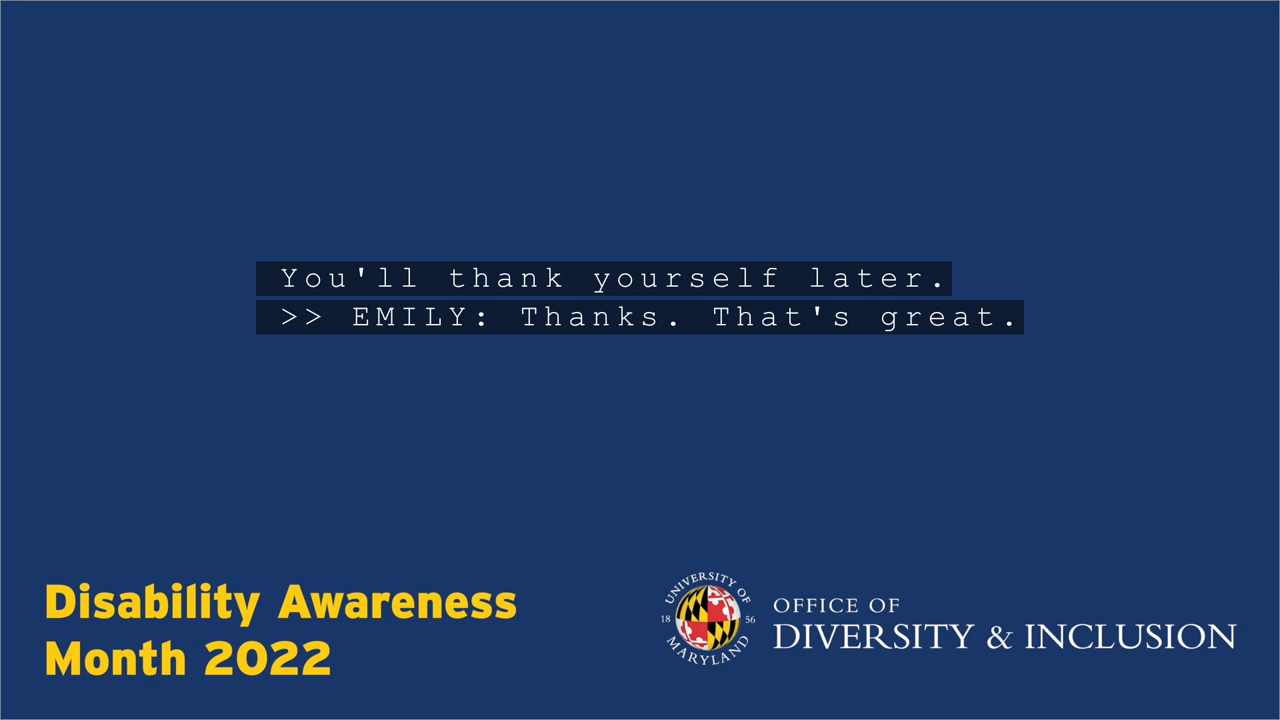 You'll thank yourself later.
>> EMILY: Thanks. That's great.
Disability Awareness
Month 2022
UNIVERSITY OF
18 56
MARYLAND
OFFICE OF
DIVERSITY & INCLUSION